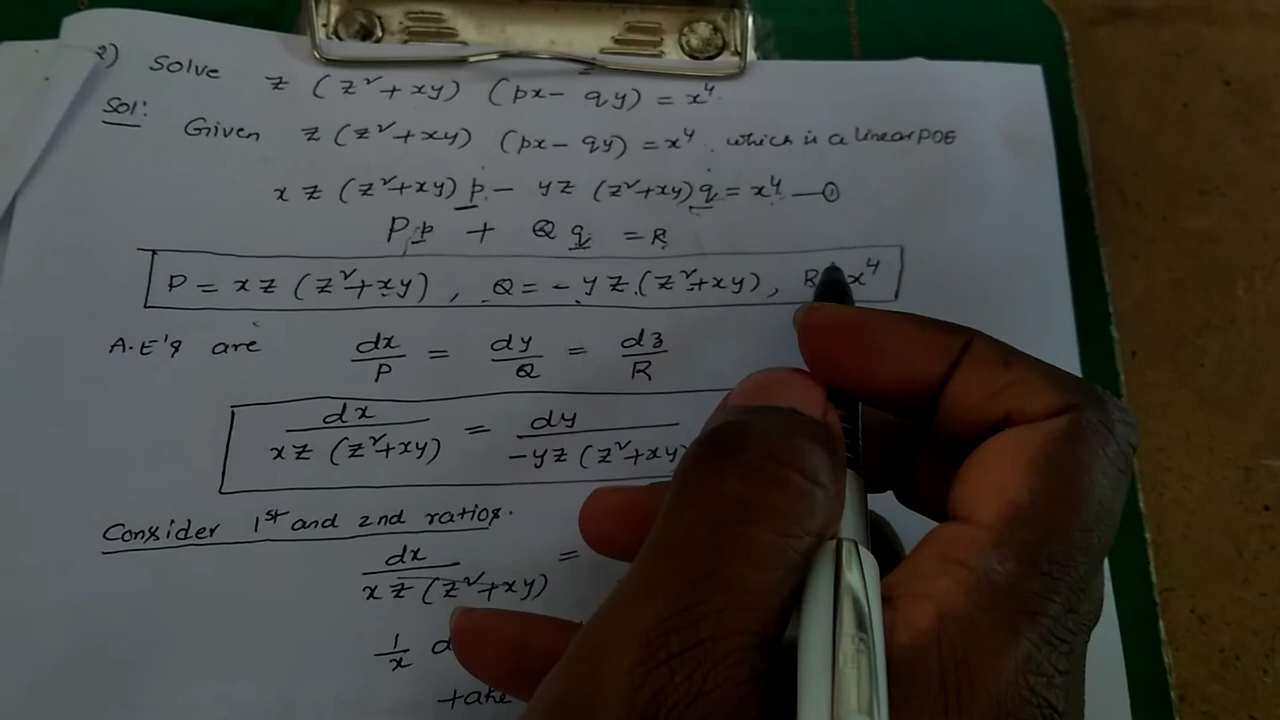 2) Solve z (z² + xy) (px - qy) = x⁴.
Sol: Given z (z² + xy) (px - qy) = x⁴. which is a linear PDE
x z (z² + xy) p - yz (z² + xy) q = x⁴ —①
Pp + Qq = R
P = xz (z² + xy), Q = - yz. (z² + xy), R x⁴
A.E'q are dx/P = dy/Q = dz/R
dx/xz (z² + xy) = dy/-yz (z² + xy
Consider 1st and 2nd ratios.
dx/xz (z² + xy) =
1/x d
take